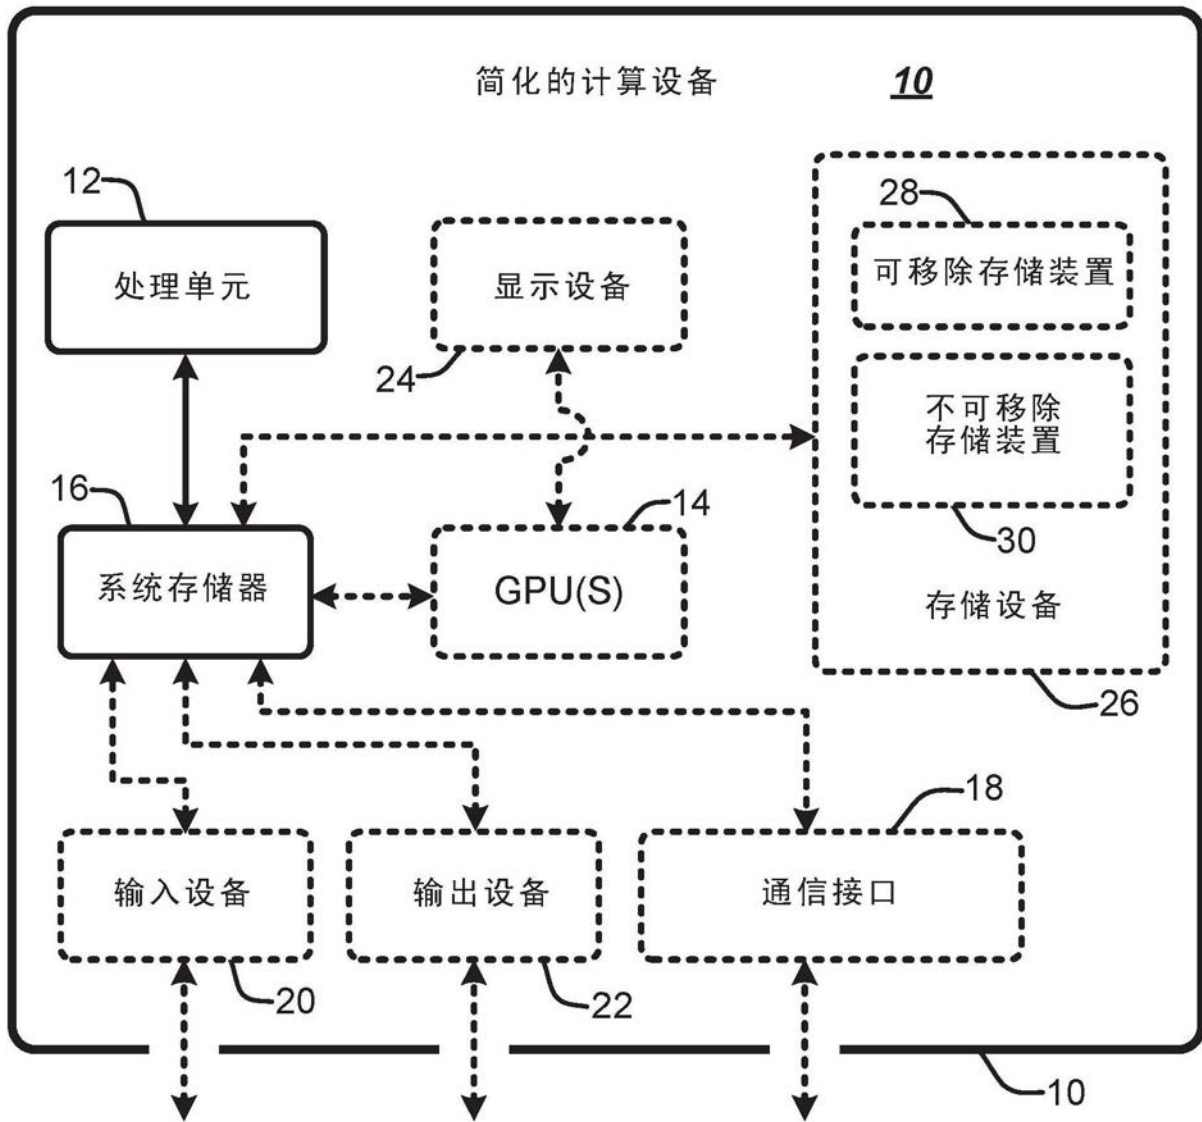 简化的计算设备 10
12
处理单元
显示设备
24
28
可移除存储装置
不可移除
存储装置
30
存储设备
26
16
系统存储器
14
GPU(S)
18
输入设备
20
输出设备
22
通信接口
10